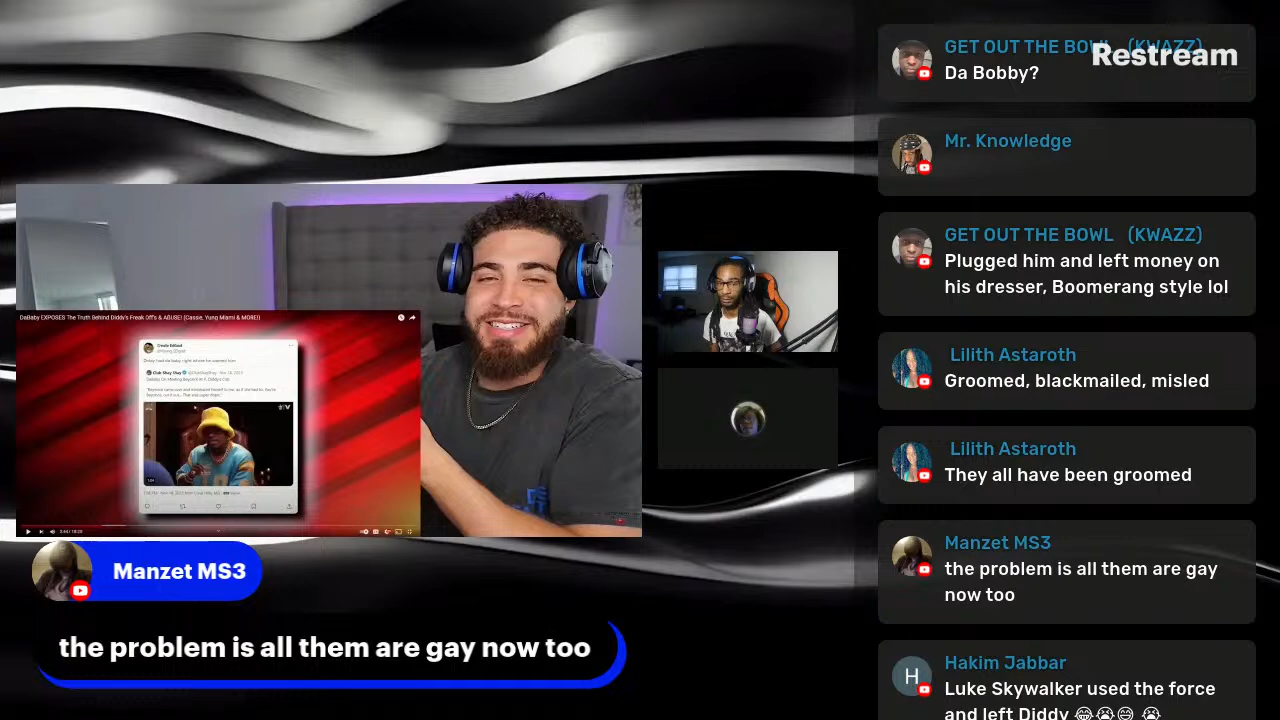 GET OUT THE BOWL (KWAZZ)
Restream
Da Bobby?
Mr. Knowledge
GET OUT THE BOWL (KWAZZ)
Plugged him and left money on
his dresser, Boomerang style lol
Lilith Astaroth
Groomed, blackmailed, misled
Lilith Astaroth
They all have been groomed
Manzet MS3
the problem is all them are gay
now too
H
Hakim Jabbar
Luke Skywalker used the force
and left Diddy 😂😭😅 😭
DaBaby EXPOSES The Truth Behind Diddy's Freak Offs & ABUSE! (Cassie, Yung Miami & MORE!)
Club Shay Shay
Manzet MS3
the problem is all them are gay now too